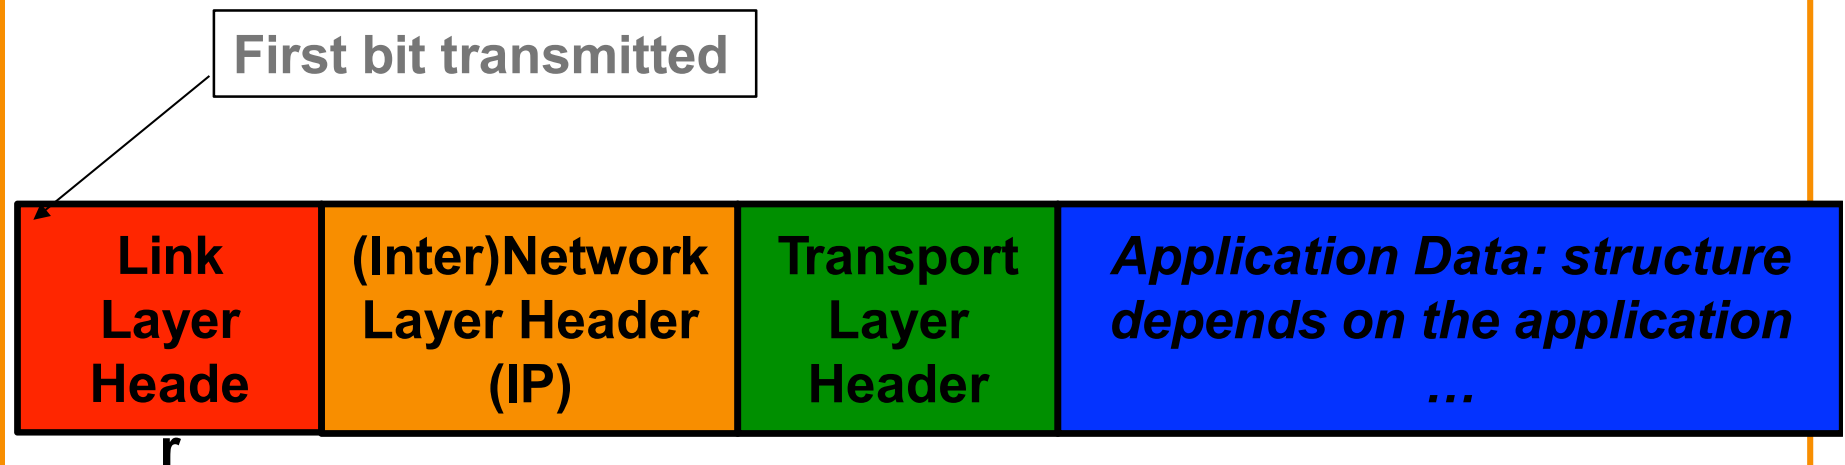 First bit transmitted
Link
Layer
Heade
r
(Inter)Network
Layer Header
(IP)
Transport
Layer
Header
Application Data: structure
depends on the application
…